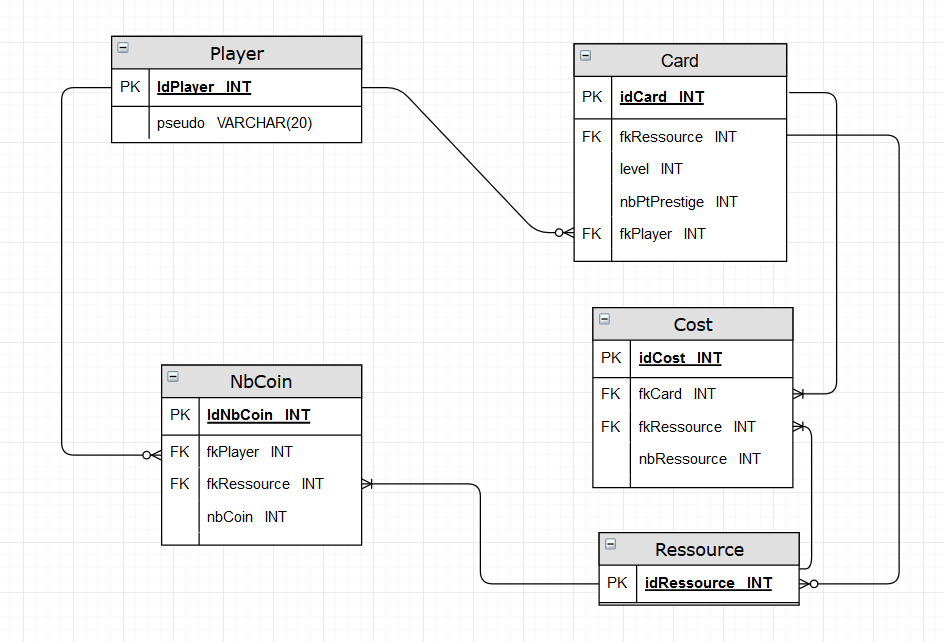 Player
PK IdPlayer INT
pseudo VARCHAR(20)
Card
PK idCard INT
FK fkRessource INT
level INT
nbPtPrestige INT
FK fkPlayer INT
Cost
PK idCost INT
FK fkCard INT
FK fkRessource INT
nbRessource INT
NbCoin
PK IdNbCoin INT
FK fkPlayer INT
FK fkRessource INT
nbCoin INT
Ressource
PK idRessource INT